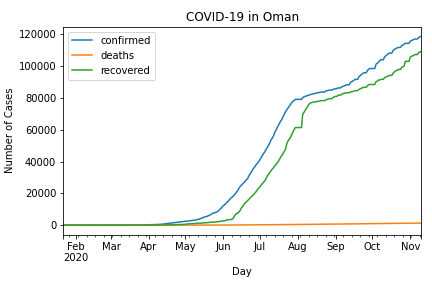 COVID-19 in Oman
confirmed
deaths
recovered
Number of Cases
120000
100000
80000
60000
40000
20000
0
Feb Mar Apr May Jun Jul Aug Sep Oct Nov
2020
Day